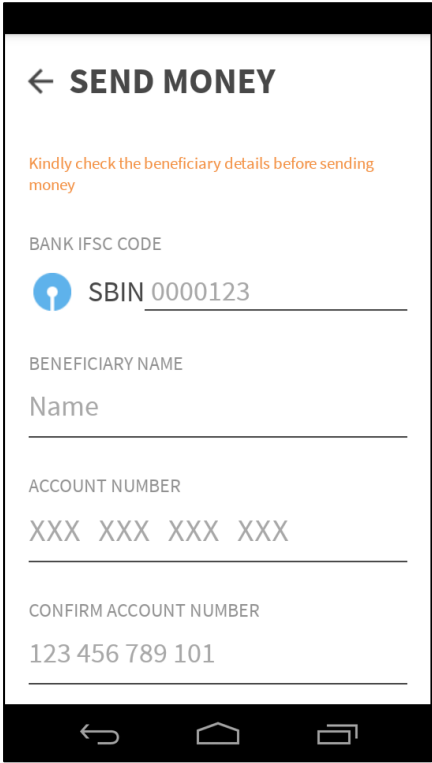 SEND MONEY
Kindly check the beneficiary details before sending
money
BANK IFSC CODE
SBIN 0000123
BENEFICIARY NAME
Name
ACCOUNT NUMBER
XXX XXX XXX XXX
CONFIRM ACCOUNT NUMBER
123 456 789 101